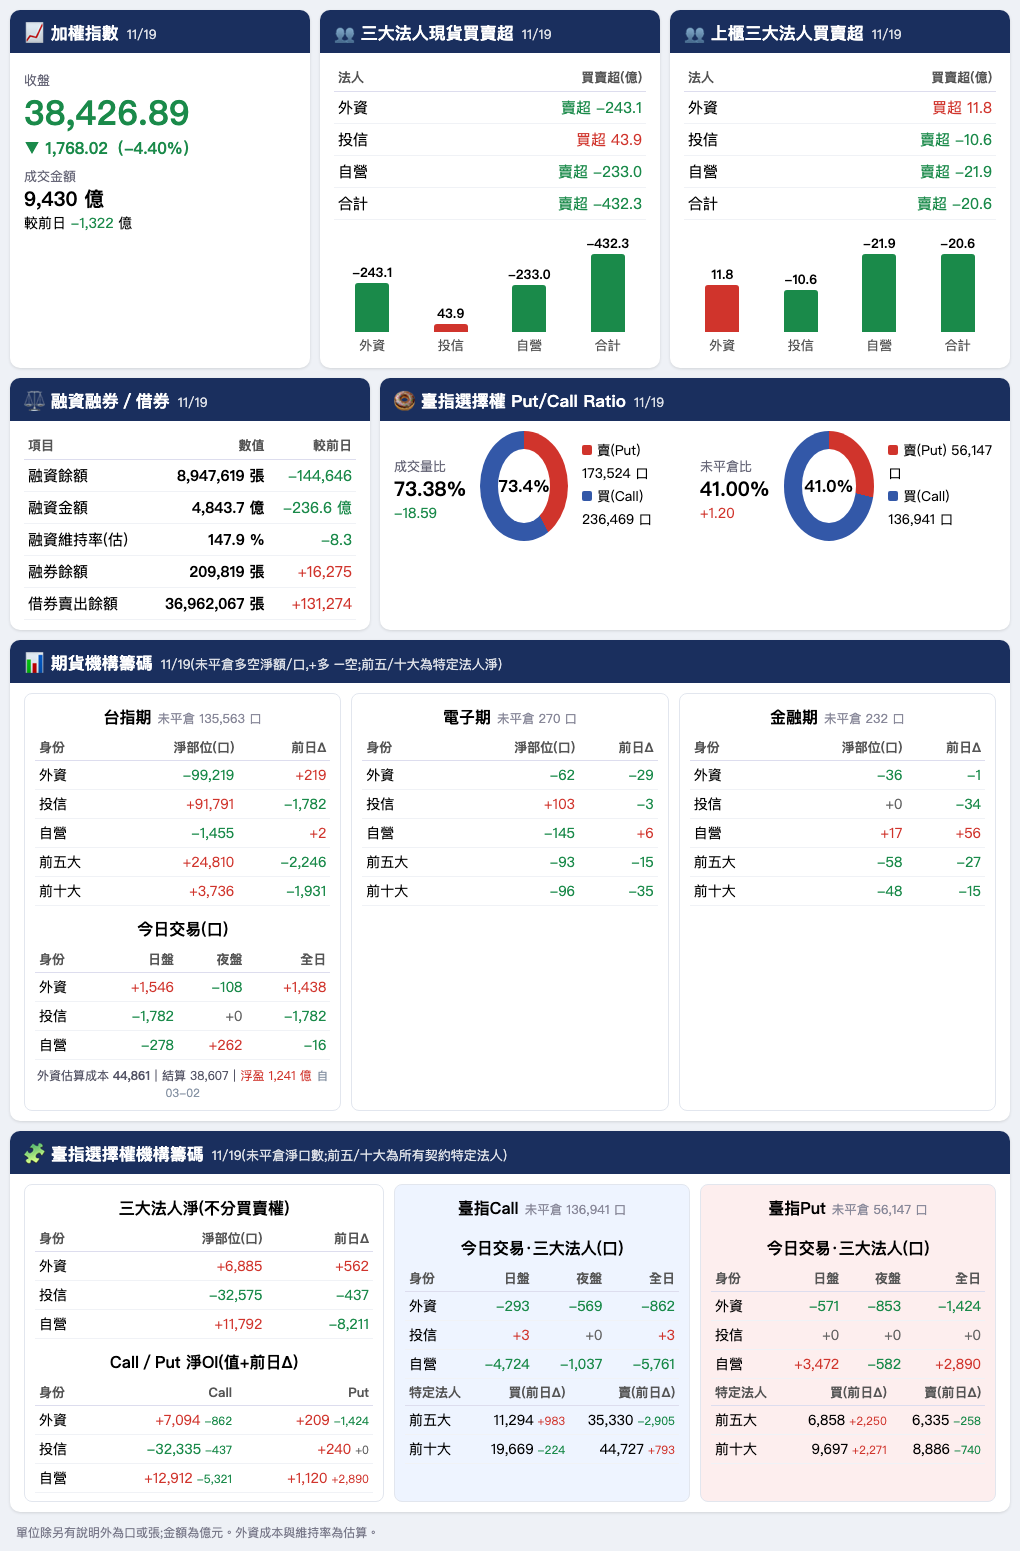 📈 加權指數 11/19
收盤
38,426.89
▼ 1,768.02（−4.40%）
成交金額
9,430 億
較前日 −1,322 億
👥 三大法人現貨買賣超 11/19
法人 買賣超(億)
外資 賣超 −243.1
投信 買超 43.9
自營 賣超 −233.0
合計 賣超 −432.3
−243.1 43.9 −233.0 −432.3
外資 投信 自營 合計
👥 上櫃三大法人買賣超 11/19
法人 買賣超(億)
外資 買超 11.8
投信 賣超 −10.6
自營 賣超 −21.9
合計 賣超 −20.6
11.8 −10.6 −21.9 −20.6
外資 投信 自營 合計
⚖️ 融資融券 / 借券 11/19
項目 數值 較前日
融資餘額 8,947,619 張 −144,646
融資金額 4,843.7 億 −236.6 億
融資維持率(估) 147.9 % −8.3
融券餘額 209,819 張 +16,275
借券賣出餘額 36,962,067 張 +131,274
臺指選擇權 Put/Call Ratio 11/19
成交量比
73.38%
−18.59
73.4%
賣(Put)
173,524 口
買(Call)
236,469 口
未平倉比
41.00%
+1.20
41.0%
賣(Put) 56,147
口
買(Call)
136,941 口
📊 期貨機構籌碼 11/19(未平倉多空淨額/口,+多 −空;前五/十大為特定法人淨)
台指期 未平倉 135,563 口
身份 淨部位(口) 前日Δ
外資 −99,219 +219
投信 +91,791 −1,782
自營 −1,455 +2
前五大 +24,810 −2,246
前十大 +3,736 −1,931
今日交易(口)
身份 日盤 夜盤 全日
外資 +1,546 −108 +1,438
投信 −1,782 +0 −1,782
自營 −278 +262 −16
外資估算成本 44,861｜結算 38,607｜浮盈 1,241 億 自
03-02
電子期 未平倉 270 口
身份 淨部位(口) 前日Δ
外資 −62 −29
投信 +103 −3
自營 −145 +6
前五大 −93 −15
前十大 −96 −35
金融期 未平倉 232 口
身份 淨部位(口) 前日Δ
外資 −36 −1
投信 +0 −34
自營 +17 +56
前五大 −58 −27
前十大 −48 −15
🧩 臺指選擇權機構籌碼 11/19(未平倉淨口數;前五/十大為所有契約特定法人)
三大法人淨(不分買賣權)
身份 淨部位(口) 前日Δ
外資 +6,885 +562
投信 −32,575 −437
自營 +11,792 −8,211
Call / Put 淨OI(值+前日Δ)
身份 Call Put
外資 +7,094 −862 +209 −1,424
投信 −32,335 −437 +240 +0
自營 +12,912 −5,321 +1,120 +2,890
臺指Call 未平倉 136,941 口
今日交易·三大法人(口)
身份 日盤 夜盤 全日
外資 −293 −569 −862
投信 +3 +0 +3
自營 −4,724 −1,037 −5,761
特定法人 買(前日Δ) 賣(前日Δ)
前五大 11,294 +983 35,330 −2,905
前十大 19,669 −224 44,727 +793
臺指Put 未平倉 56,147 口
今日交易·三大法人(口)
身份 日盤 夜盤 全日
外資 −571 −853 −1,424
投信 +0 +0 +0
自營 +3,472 −582 +2,890
特定法人 買(前日Δ) 賣(前日Δ)
前五大 6,858 +2,250 6,335 −258
前十大 9,697 +2,271 8,886 −740
單位除另有說明外為口或張;金額為億元。外資成本與維持率為估算。